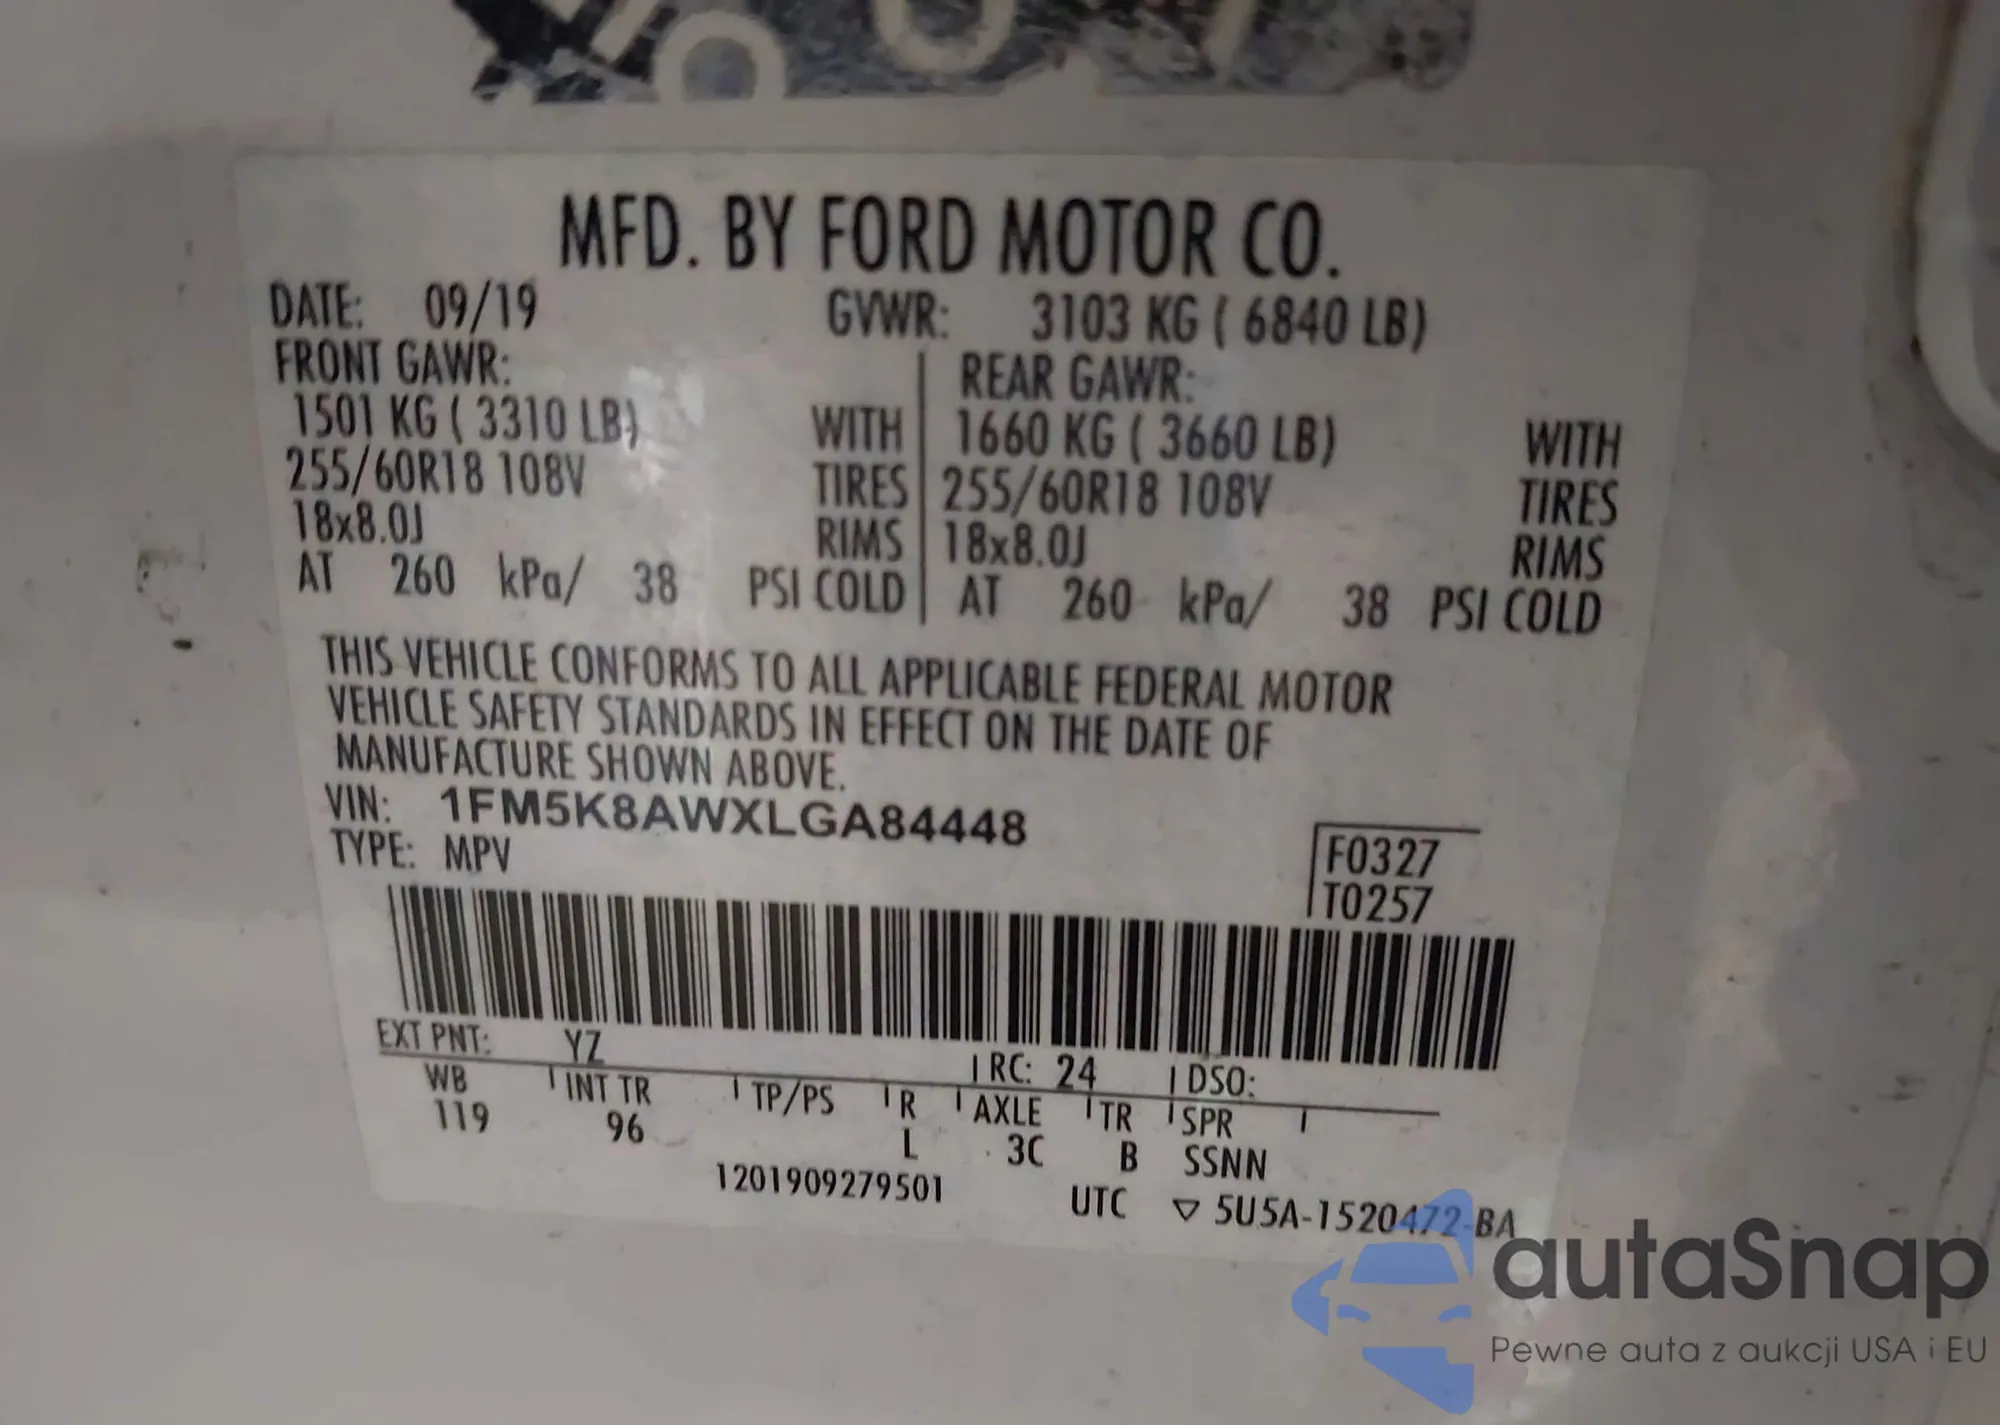 MFD. BY FORD MOTOR CO.
DATE: 09/19 GVWR: 3103 KG ( 6840 LB)
FRONT GAWR: REAR GAWR:
1501 KG ( 3310 LB) WITH 1660 KG ( 3660 LB) WITH
255/60R18 108V TIRES 255/60R18 108V TIRES
18x8.0J RIMS 18x8.0J RIMS
AT 260 kPa/ 38 PSI COLD AT 260 kPa/ 38 PSI COLD
THIS VEHICLE CONFORMS TO ALL APPLICABLE FEDERAL MOTOR
VEHICLE SAFETY STANDARDS IN EFFECT ON THE DATE OF
MANUFACTURE SHOWN ABOVE.
VIN: 1FM5K8AWXLGA84448
TYPE: MPV
F0327
T0257
EXT PNT: YZ RC: 24 DSO:
WB INT TR TP/PS R AXLE TR SPR
119 96 L 3C B SSNN
1201909279501 UTC ▽ 5U5A-1520472-BA
autaSnap
Pewne auta z aukcji USA i EU